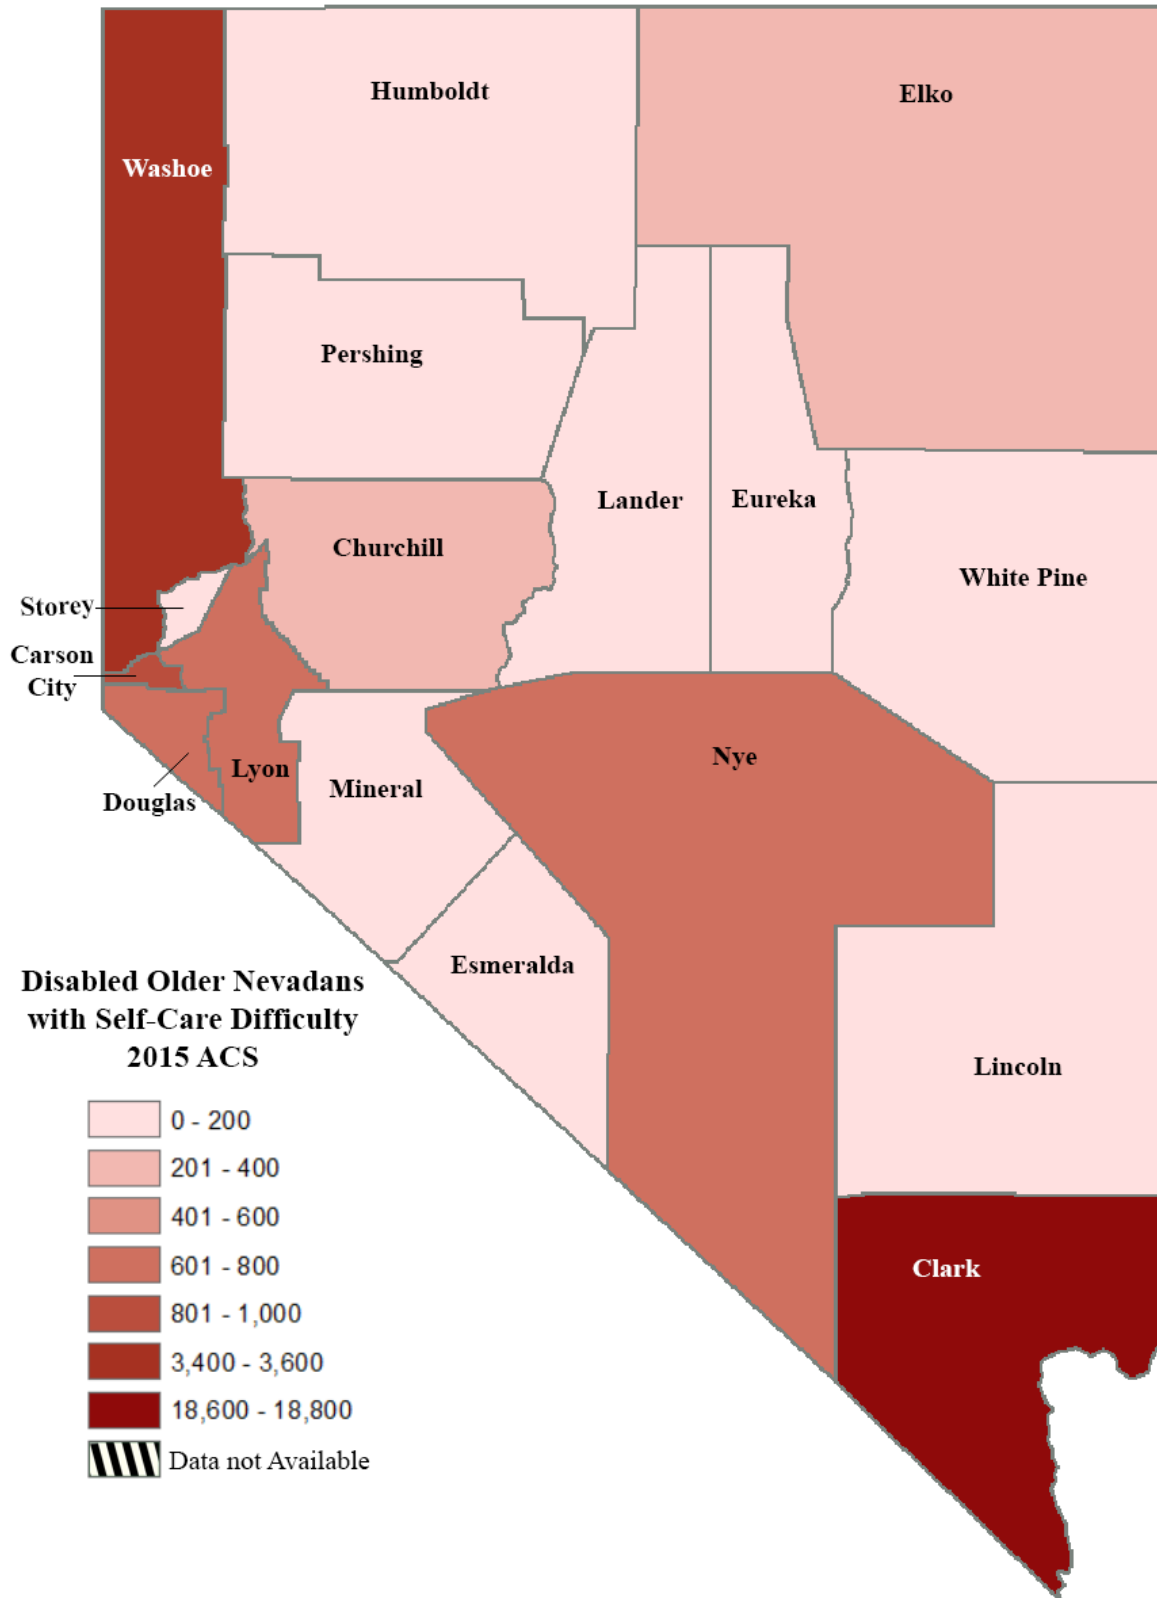 Humboldt
Elko
Washoe
Pershing
Lander
Eureka
Churchill
White Pine
Storey
Carson
City
Nye
Lyon
Mineral
Douglas
Esmeralda
Disabled Older Nevadans
with Self-Care Difficulty
2015 ACS
Lincoln
0 - 200
201 - 400
401 - 600
601 - 800
Clark
801 - 1,000
3,400 - 3,600
18,600 - 18,800
Data not Available